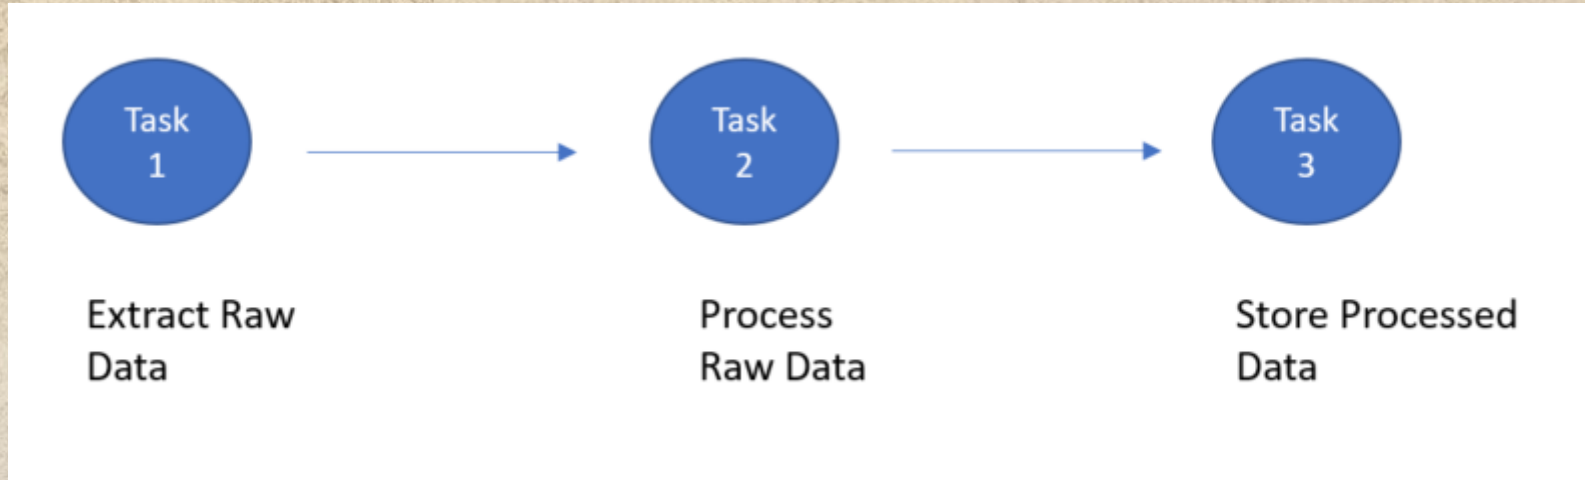 Task
1
Task
2
Task
3
Extract Raw
Data
Process
Raw Data
Store Processed
Data